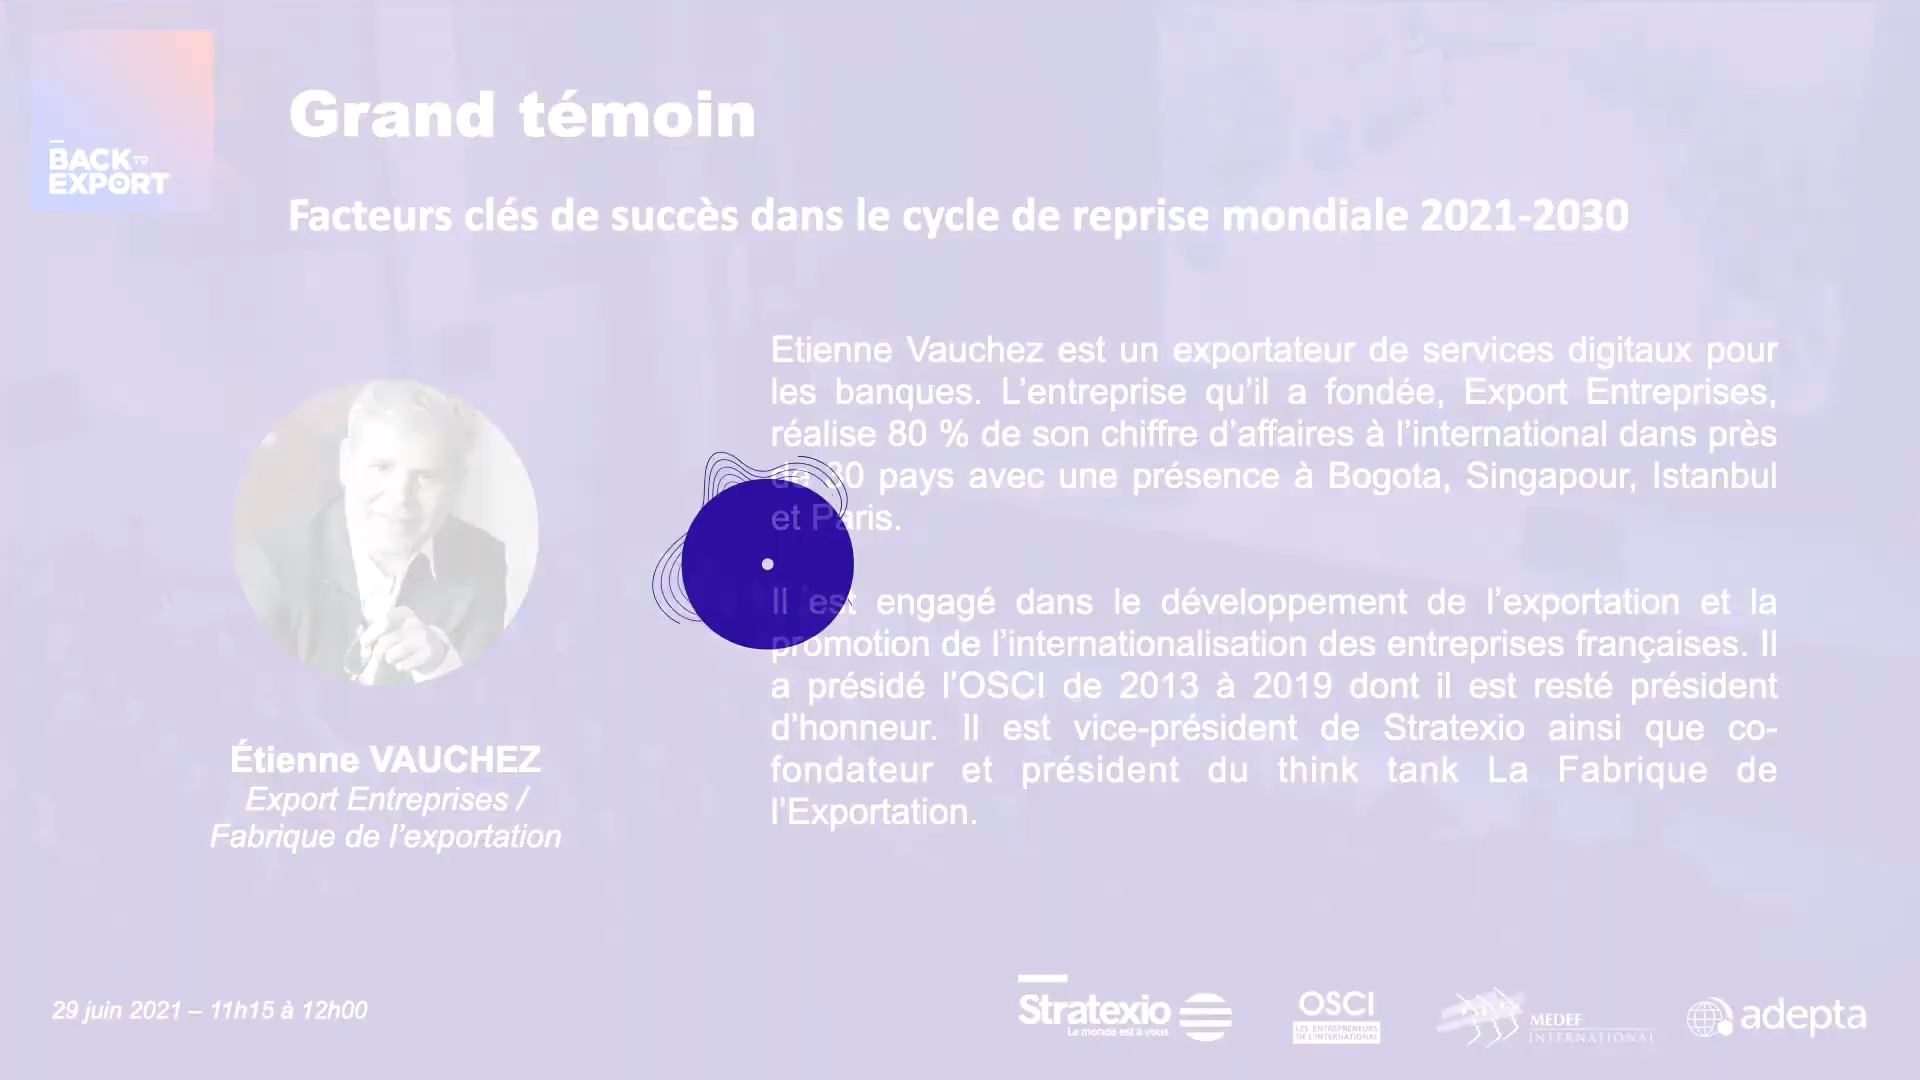 BACK TO
EXPORT
Grand témoin
Facteurs clés de succès dans le cycle de reprise mondiale 2021-2030
Etienne Vauchez est un exportateur de services digitaux pour
les banques. L’entreprise qu’il a fondée, Export Entreprises,
réalise 80 % de son chiffre d’affaires à l’international dans près
de 30 pays avec une présence à Bogota, Singapour, Istanbul
et Paris.
Il est engagé dans le développement de l’exportation et la
promotion de l’internationalisation des entreprises françaises. Il
a présidé l’OSCI de 2013 à 2019 dont il est resté président
d’honneur. Il est vice-président de Stratexio ainsi que co-
fondateur et président du think tank La Fabrique de
l’Exportation.
Étienne VAUCHEZ
Export Entreprises /
Fabrique de l’exportation
29 juin 2021 – 11h15 à 12h00
Stratexio
Le monde est à vous
OSCI
LES ENTREPRENEURS
DE L'INTERNATIONAL
MEDEF
INTERNATIONAL
adepta